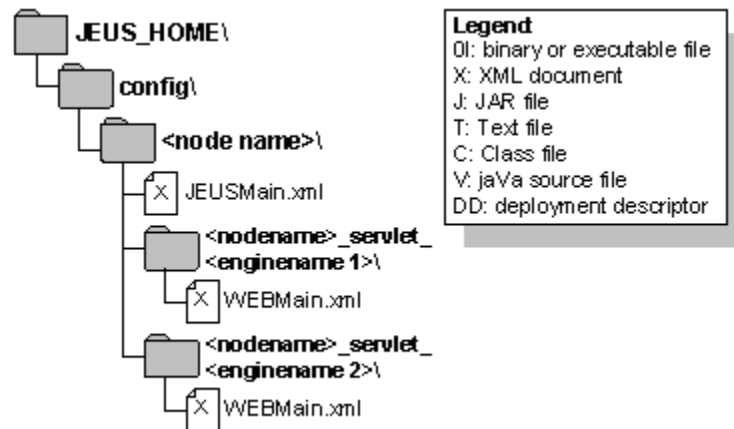 JEUS_HOME\
config\
<node name>\
X JEUSMain.xml
<nodename>_servlet_
<enginename 1>\
X WEBMain.xml
<nodename>_servlet_
<enginename 2>\
X WEBMain.xml
Legend:
0I: binary or executable file
X: XML document
J: JAR file
T: Text file
C: Class file
V: jaVa source file
DD: deployment descriptor